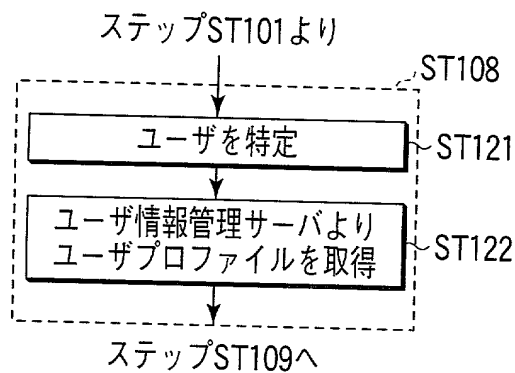 ステップST101より
ST108
ユーザを特定
ST121
ユーザ情報管理サーバより
ユーザプロファイルを取得
ST122
ステップST109へ